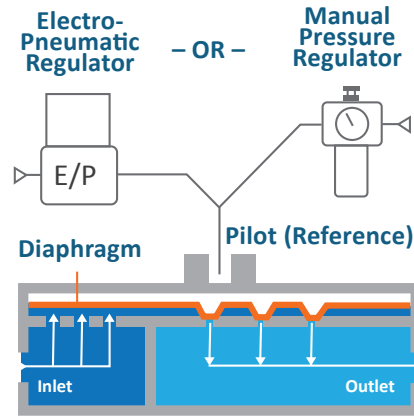 Electro-
Pneumatic
Regulator
– OR –
Manual
Pressure
Regulator
E/P
Pilot (Reference)
Diaphragm
Inlet
Outlet